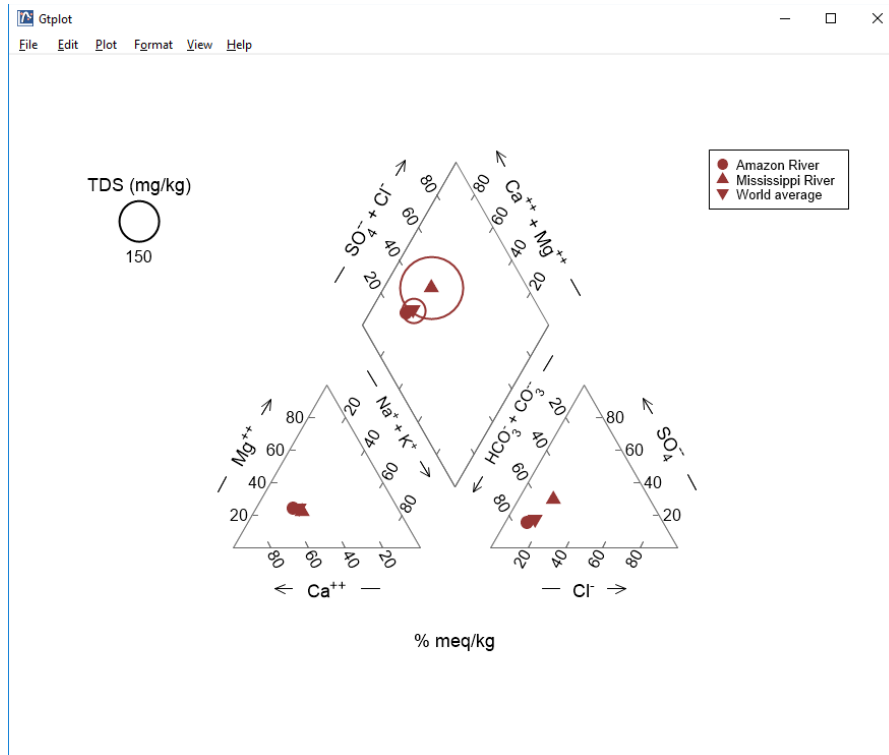 Gtplot
File Edit Plot Format View Help
TDS (mg/kg)
150
Amazon River
Mississippi River
World average
— SO₄⁻⁻ + Cl⁻ →
← Ca⁺⁺ + Mg⁺⁺ —
80
60
40
20
80
60
40
20
— Mg⁺⁺ →
— Na⁺ + K⁺ →
← HCO₃⁻ + CO₃⁻ —
← SO₄⁻⁻ —
80
60
40
20
20
40
60
80
20
40
60
80
80
60
40
20
80 60 40 20
20 40 60 80
← Ca⁺⁺ —
— Cl⁻ →
% meq/kg